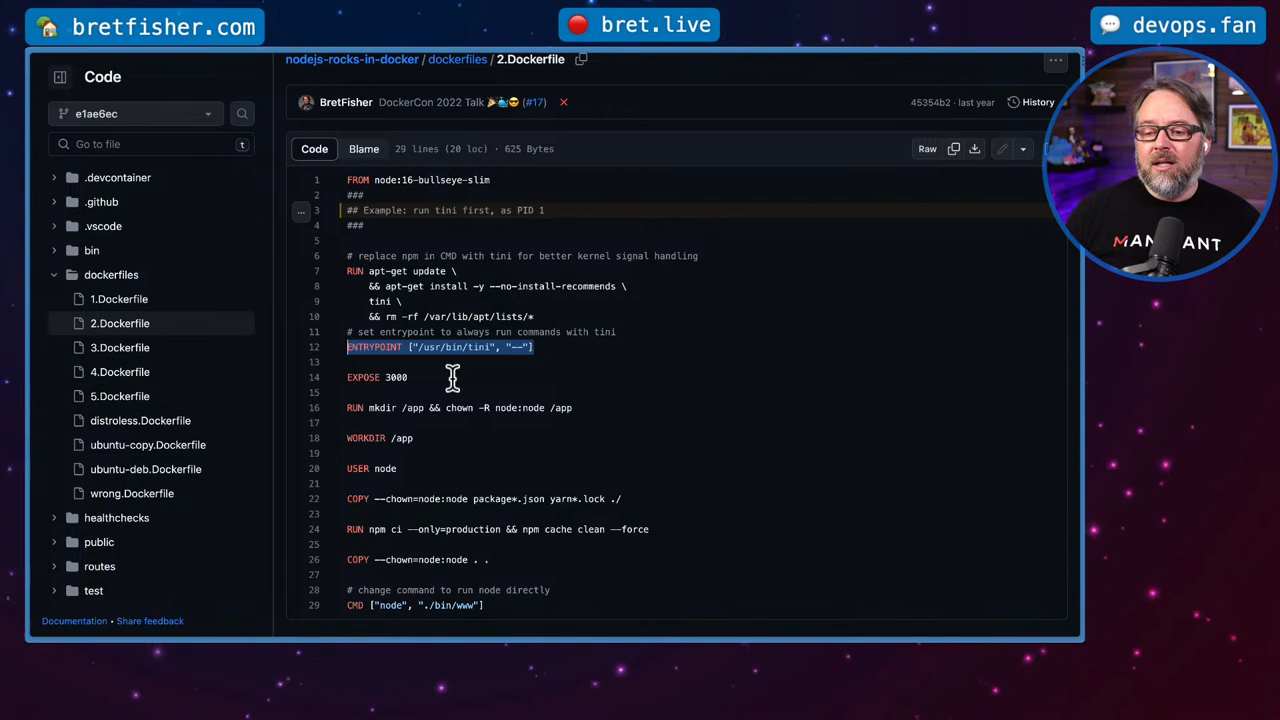 bretfisher.com
bret.live
devops.fan
Code
e1ae6ec
Go to file
t
.devcontainer
.github
.vscode
bin
dockerfiles
1.Dockerfile
2.Dockerfile
3.Dockerfile
4.Dockerfile
5.Dockerfile
distroless.Dockerfile
ubuntu-copy.Dockerfile
ubuntu-deb.Dockerfile
wrong.Dockerfile
healthchecks
public
routes
test
Documentation • Share feedback
nodejs-rocks-in-docker / dockerfiles / 2.Dockerfile
BretFisher DockerCon 2022 Talk 🎉🐳😎 (#17)
45354b2 · last year
History
Code
Blame
29 lines (20 loc) · 625 Bytes
Raw
1 FROM node:16-bullseye-slim
2 ###
3 ## Example: run tini first, as PID 1
4 ###
5
6 # replace npm in CMD with tini for better kernel signal handling
7 RUN apt-get update \
8 && apt-get install -y --no-install-recommends \
9 tini \
10 && rm -rf /var/lib/apt/lists/*
11 # set entrypoint to always run commands with tini
12 ENTRYPOINT ["/usr/bin/tini", "--"]
13
14 EXPOSE 3000
15
16 RUN mkdir /app && chown -R node:node /app
17
18 WORKDIR /app
19
20 USER node
21
22 COPY --chown=node:node package*.json yarn*.lock ./
23
24 RUN npm ci --only=production && npm cache clean --force
25
26 COPY --chown=node:node . .
27
28 # change command to run node directly
29 CMD ["node", "./bin/www"]